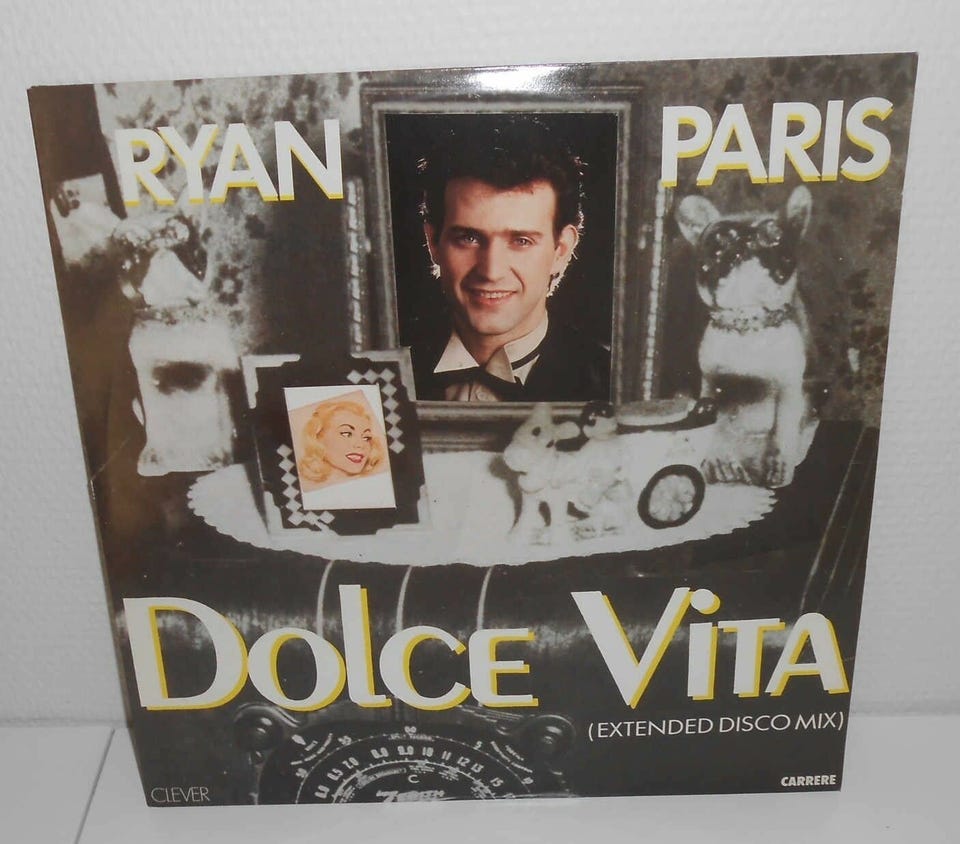 RYAN PARIS
DOLCE VITA
(EXTENDED DISCO MIX)
CLEVER
CARRERE